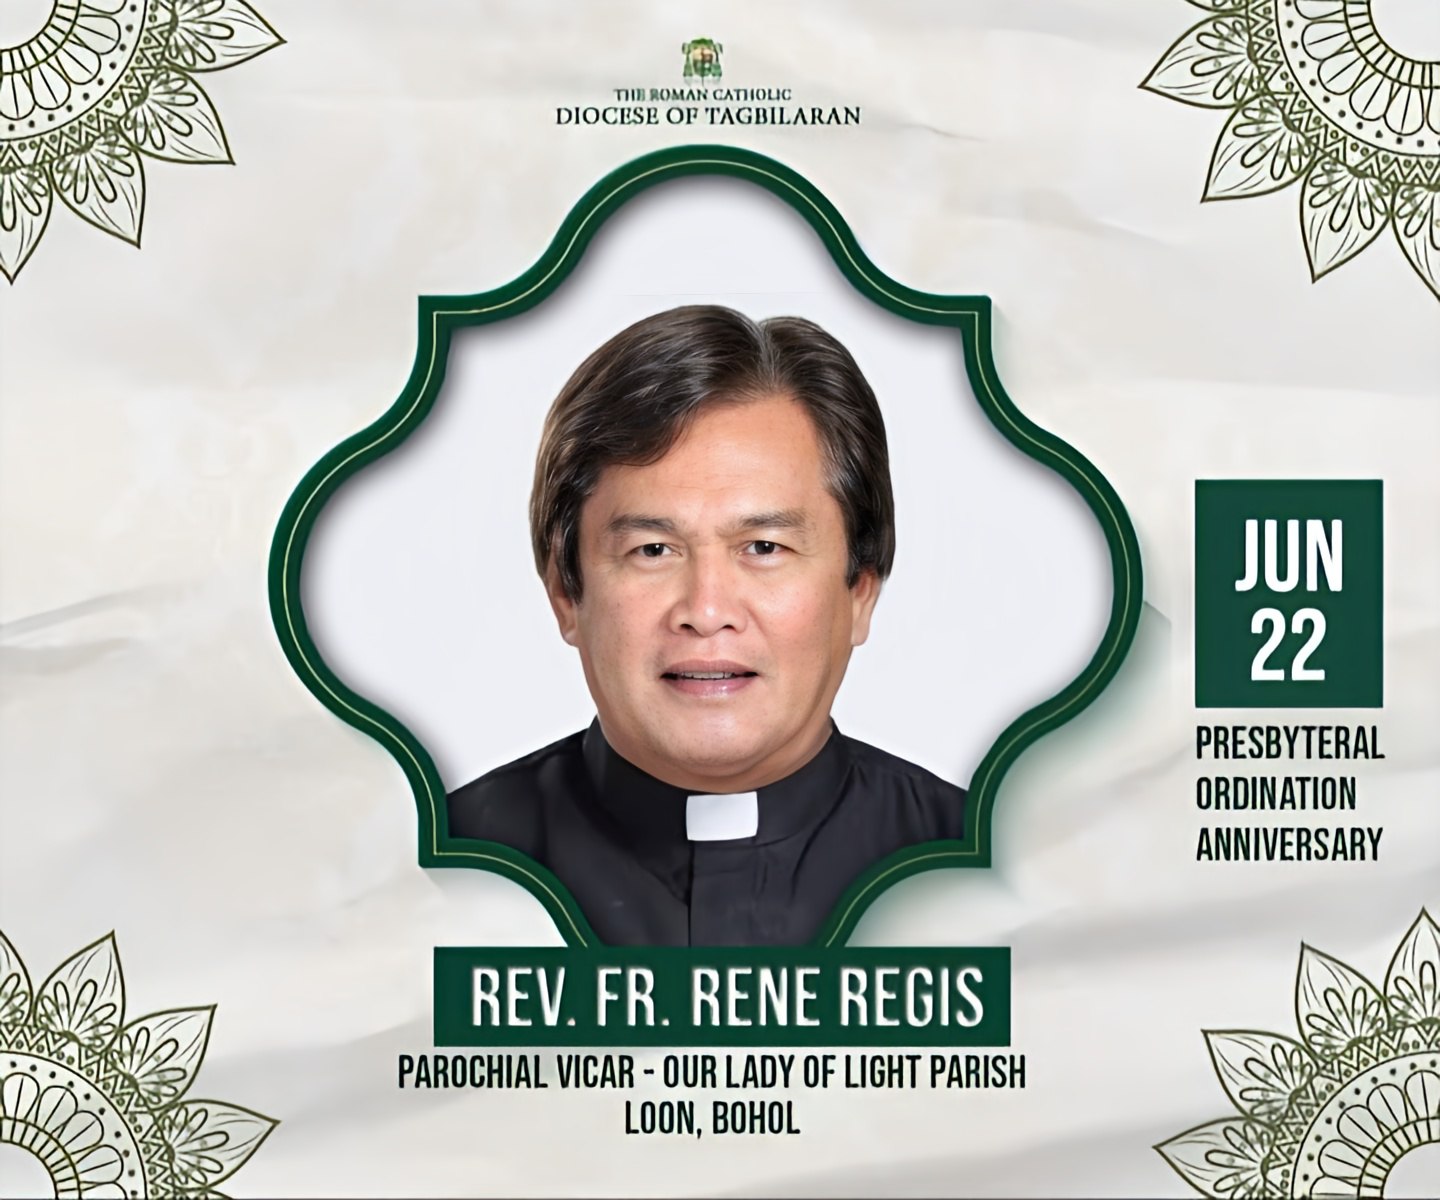 THE ROMAN CATHOLIC
DIOCESE OF TAGBILARAN
JUN
22
PRESBYTERAL
ORDINATION
ANNIVERSARY
REV. FR. RENE REGIS
PAROCHIAL VICAR - OUR LADY OF LIGHT PARISH
LOON, BOHOL